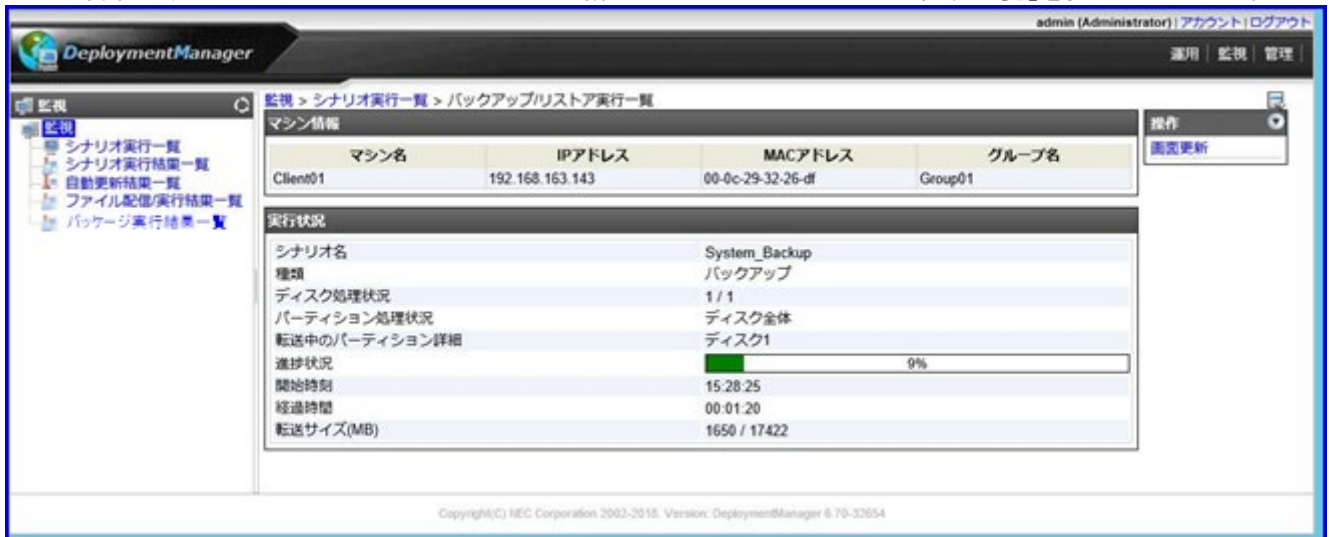 admin (Administrator) | アカウント | ログアウト
DeploymentManager
運用 | 監視 | 管理
監視
監視
シナリオ実行一覧
シナリオ実行結果一覧
自動更新結果一覧
ファイル配信/実行結果一覧
パッケージ実行結果一覧
監視 > シナリオ実行一覧 > バックアップ/リストア実行一覧
マシン情報
マシン名 IPアドレス MACアドレス グループ名
Client01 192.168.163.143 00-0c-29-32-26-df Group01
実行状況
シナリオ名 System_Backup
種類 バックアップ
ディスク処理状況 1 / 1
パーティション処理状況 ディスク全体
転送中のパーティション詳細 ディスク1
進捗状況 9%
開始時刻 15:28:25
経過時間 00:01:20
転送サイズ(MB) 1650 / 17422
操作
画面更新
Copyright(C) NEC Corporation 2002-2018. Version: DeploymentManager 6.70-32654